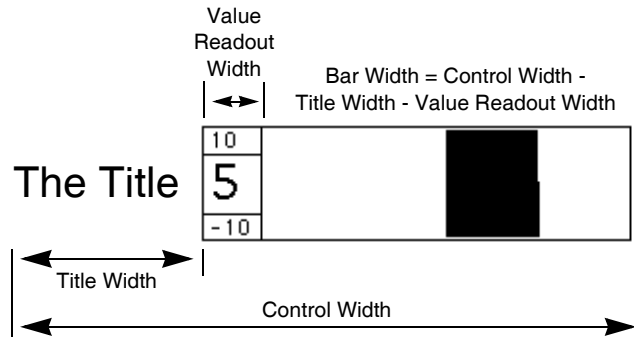 Value
Readout
Width
Bar Width = Control Width -
Title Width - Value Readout Width
10
The Title
5
-10
Title Width
Control Width